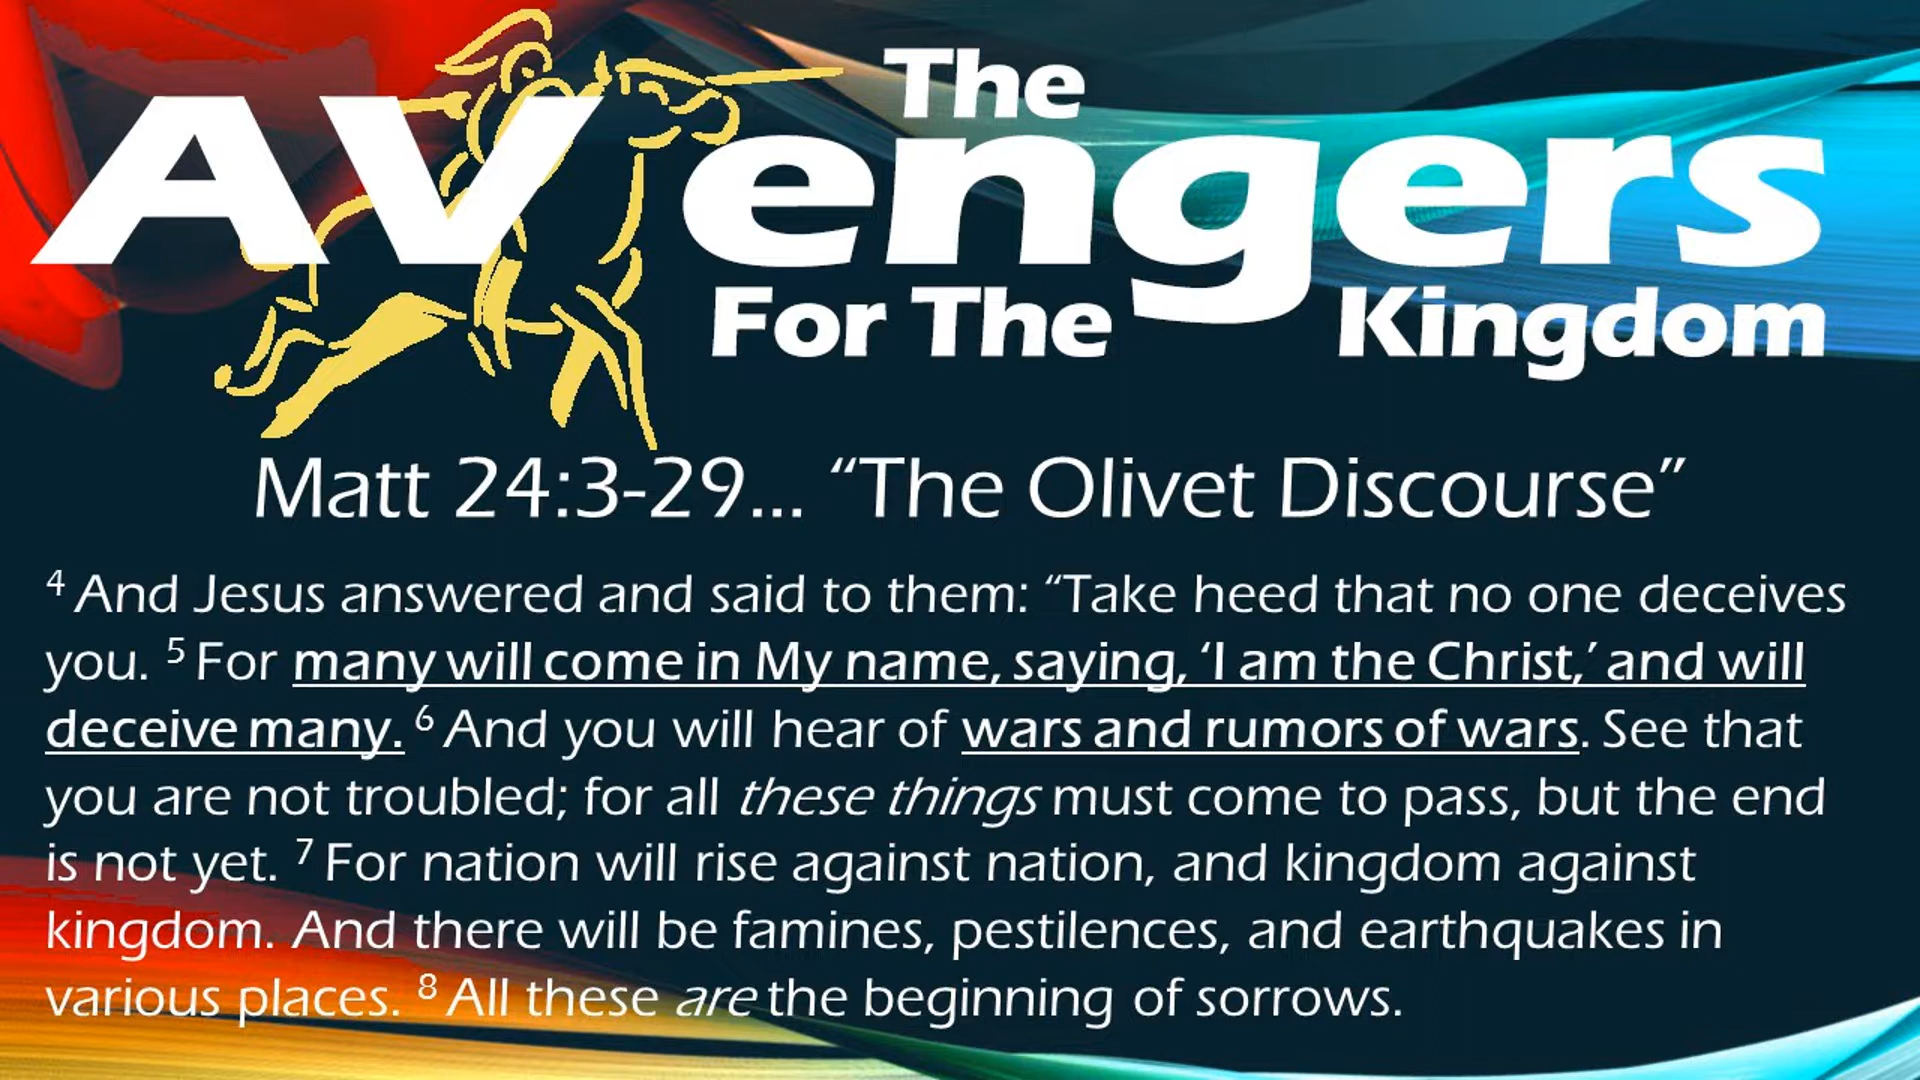 The
AVengers
For The Kingdom
Matt 24:3-29... “The Olivet Discourse”
4 And Jesus answered and said to them: “Take heed that no one deceives
you. 5 For many will come in My name, saying, ‘I am the Christ,’ and will
deceive many. 6 And you will hear of wars and rumors of wars. See that
you are not troubled; for all these things must come to pass, but the end
is not yet. 7 For nation will rise against nation, and kingdom against
kingdom. And there will be famines, pestilences, and earthquakes in
various places. 8 All these are the beginning of sorrows.